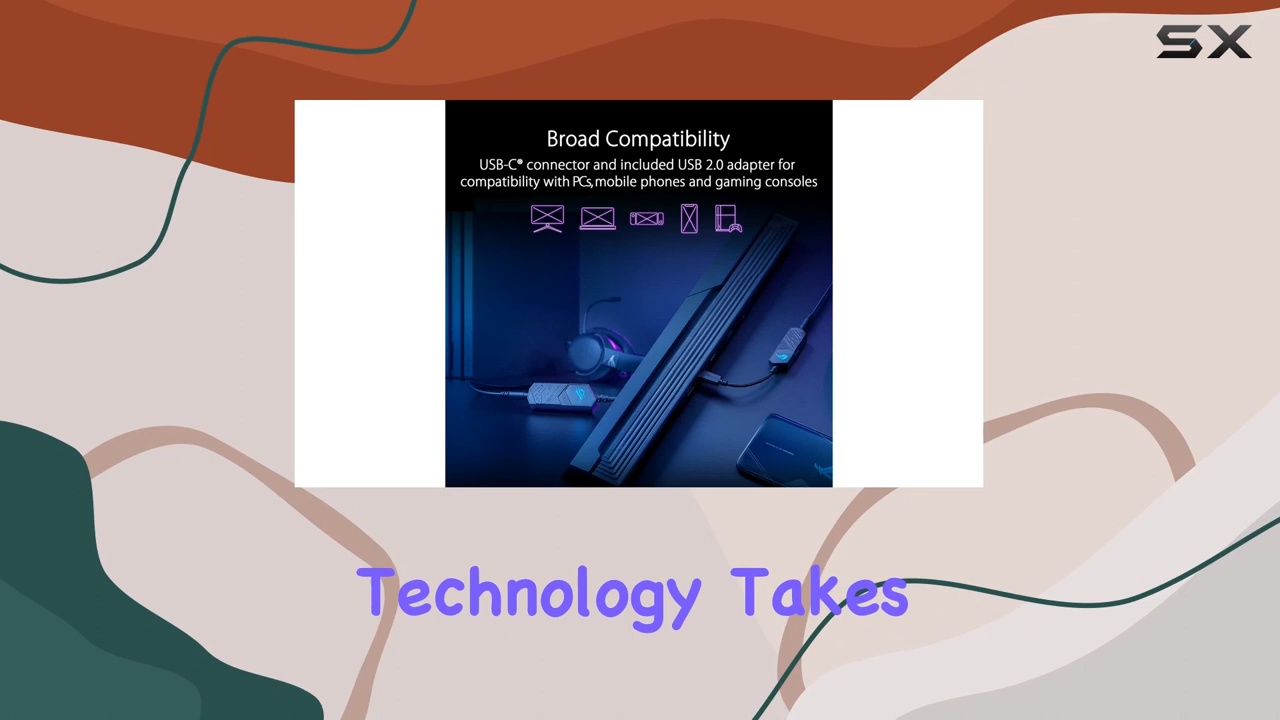 SX
Broad Compatibility
USB-C® connector and included USB 2.0 adapter for
compatibility with PCs, mobile phones and gaming consoles
Technology Takes